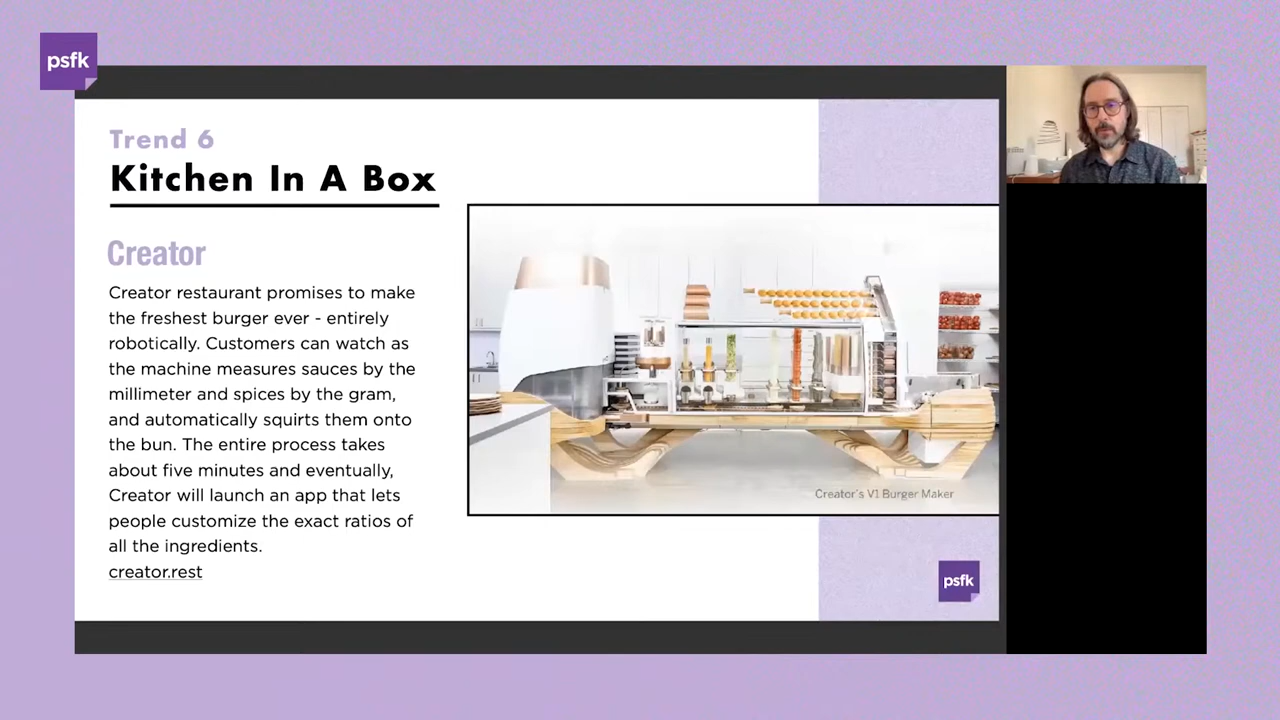 psfk
Trend 6
Kitchen In A Box
Creator
Creator restaurant promises to make
the freshest burger ever - entirely
robotically. Customers can watch as
the machine measures sauces by the
millimeter and spices by the gram,
and automatically squirts them onto
the bun. The entire process takes
about five minutes and eventually,
Creator will launch an app that lets
people customize the exact ratios of
all the ingredients.
creator.rest
Creator's V1 Burger Maker
psfk